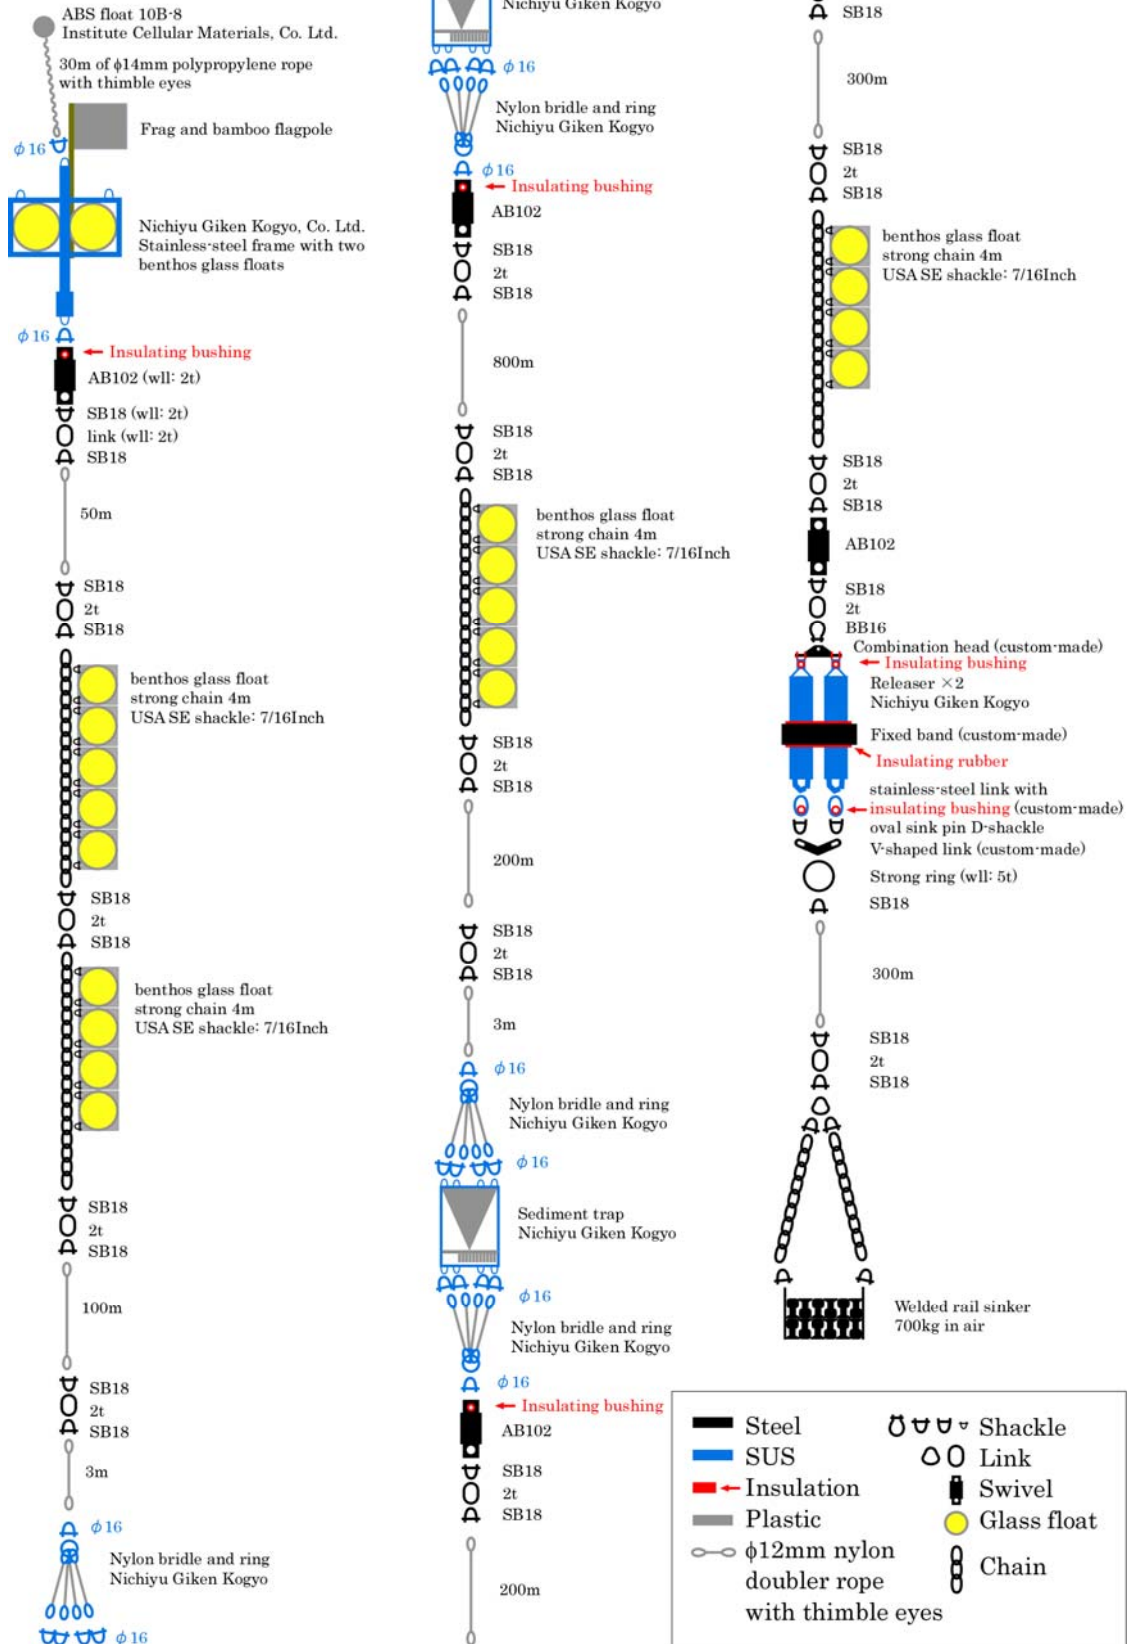 ABS float 10B-8
Institute Cellular Materials, Co. Ltd.
30m of ϕ14mm polypropylene rope
with thimble eyes
Frag and bamboo flagpole
ϕ16
Nichiyu Giken Kogyo, Co. Ltd.
Stainless-steel frame with two
benthos glass floats
ϕ16
Insulating bushing
AB102 (wll: 2t)
SB18 (wll: 2t)
link (wll: 2t)
SB18
50m
SB18
2t
SB18
benthos glass float
strong chain 4m
USA SE shackle: 7/16Inch
SB18
2t
SB18
benthos glass float
strong chain 4m
USA SE shackle: 7/16Inch
SB18
2t
SB18
100m
SB18
2t
SB18
3m
ϕ16
Nylon bridle and ring
Nichiyu Giken Kogyo
ϕ16
Nichiyu Giken Kogyo
ϕ16
Nylon bridle and ring
Nichiyu Giken Kogyo
ϕ16
Insulating bushing
AB102
SB18
2t
SB18
800m
SB18
2t
SB18
benthos glass float
strong chain 4m
USA SE shackle: 7/16Inch
SB18
2t
SB18
200m
SB18
2t
SB18
3m
ϕ16
Nylon bridle and ring
Nichiyu Giken Kogyo
ϕ16
Sediment trap
Nichiyu Giken Kogyo
ϕ16
Nylon bridle and ring
Nichiyu Giken Kogyo
ϕ16
Insulating bushing
AB102
SB18
2t
SB18
200m
SB18
300m
SB18
2t
SB18
benthos glass float
strong chain 4m
USA SE shackle: 7/16Inch
SB18
2t
SB18
AB102
SB18
2t
BB16
Combination head (custom-made)
Insulating bushing
Releaser ×2
Nichiyu Giken Kogyo
Fixed band (custom-made)
Insulating rubber
stainless-steel link with
insulating bushing (custom-made)
oval sink pin D-shackle
V-shaped link (custom-made)
Strong ring (wll: 5t)
SB18
300m
SB18
2t
SB18
Welded rail sinker
700kg in air
Steel
SUS
Insulation
Plastic
ϕ12mm nylon
doubler rope
with thimble eyes
Shackle
Link
Swivel
Glass float
Chain